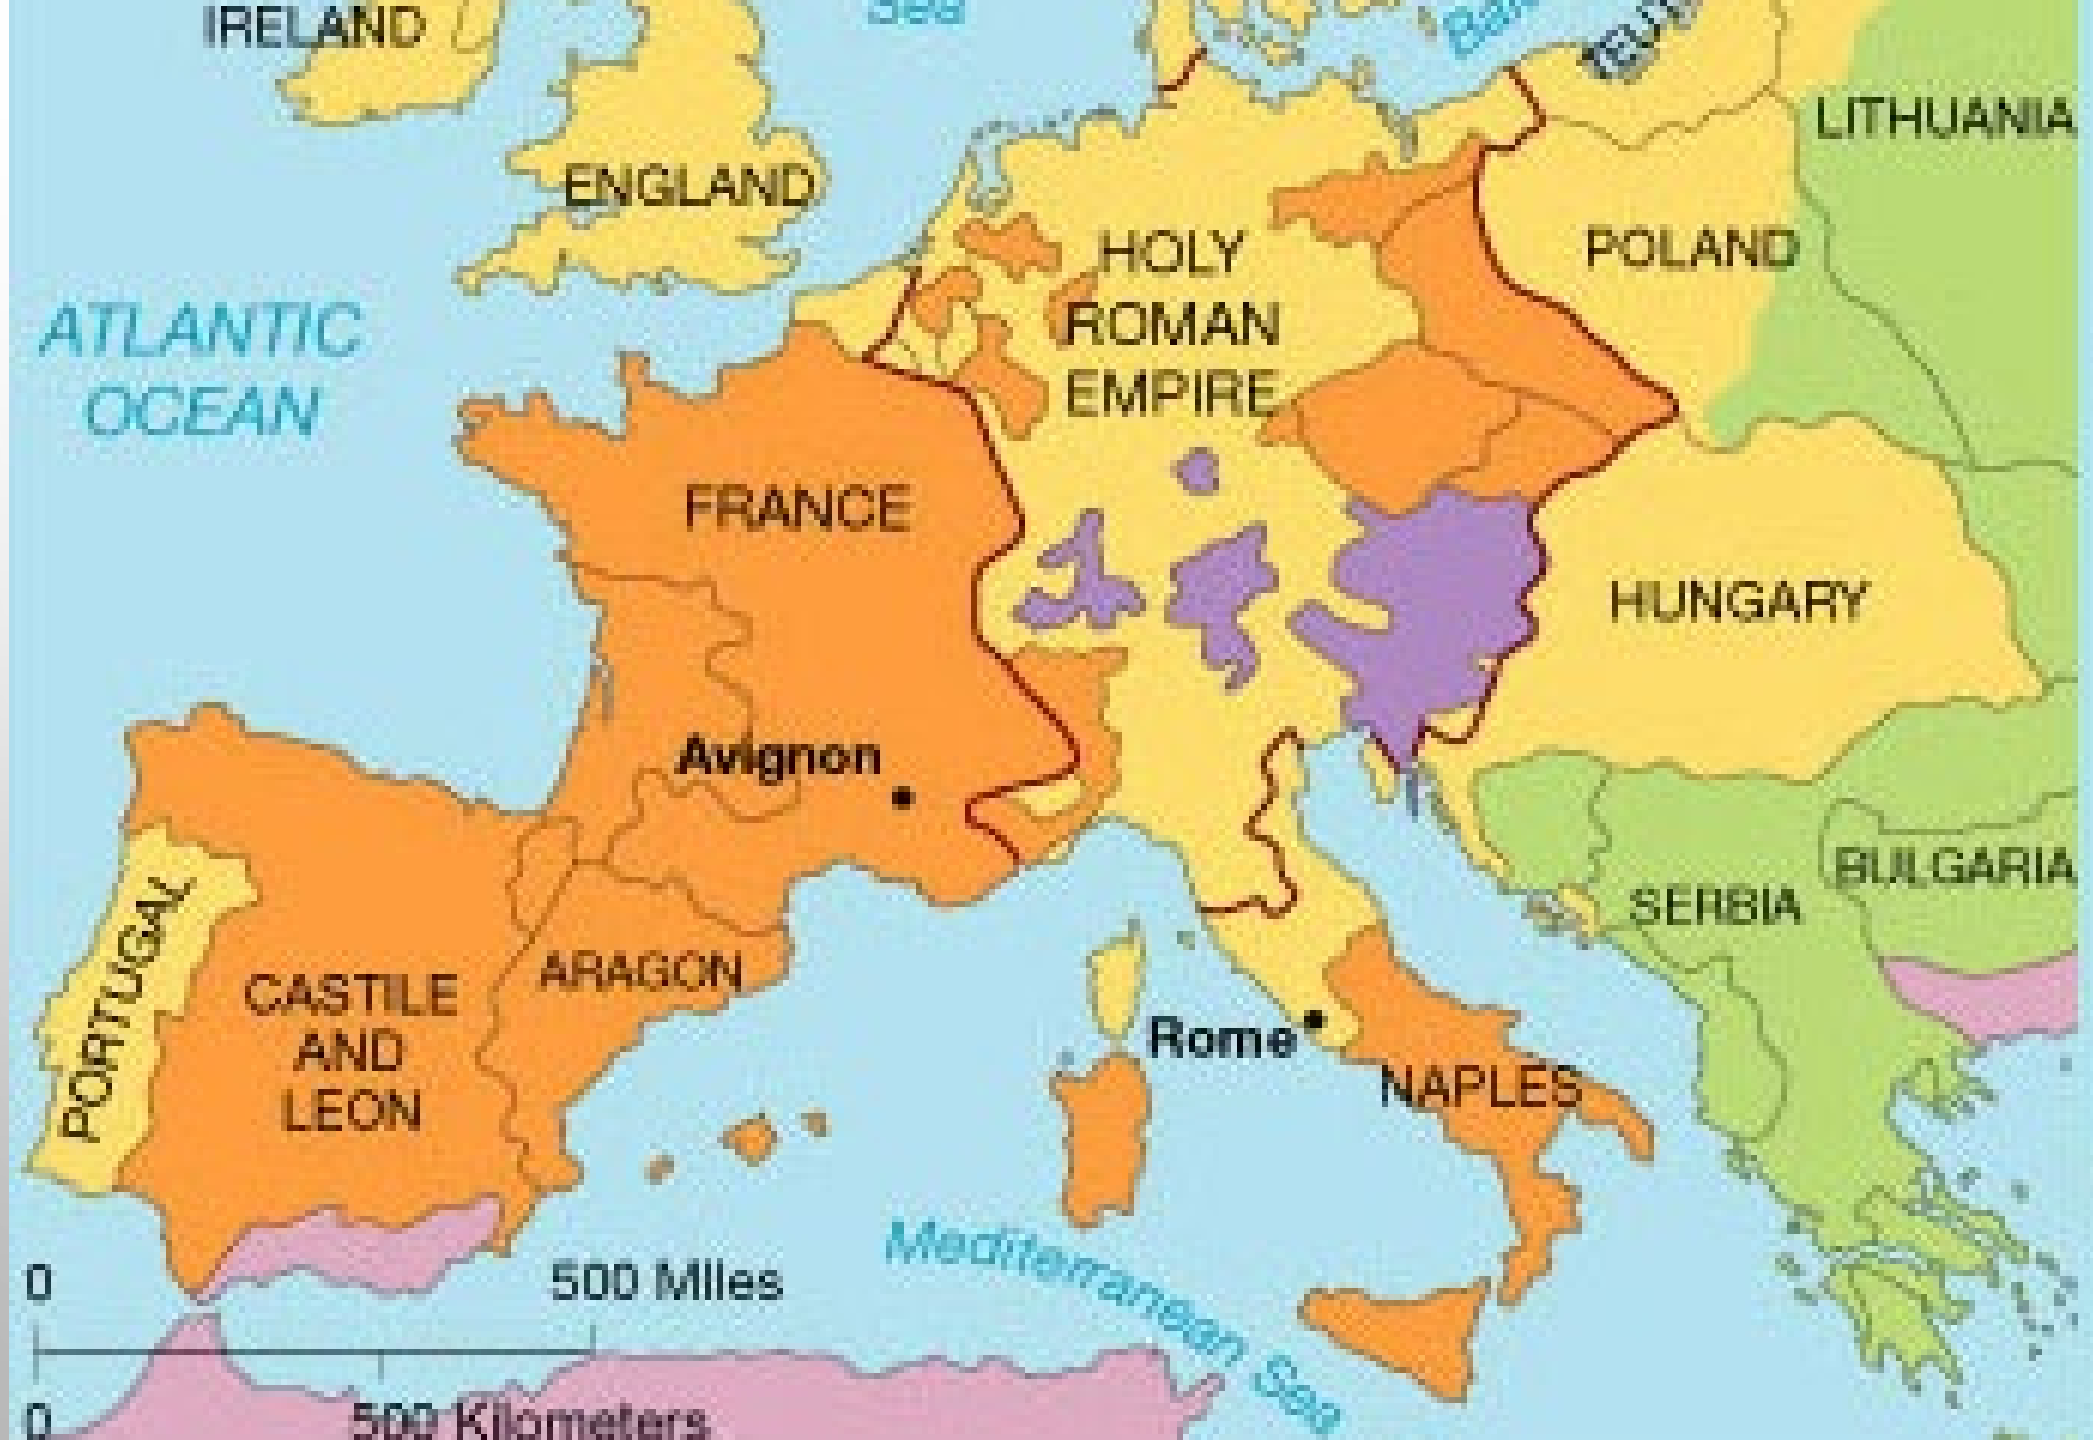 IRELAND
Sea
LITHUANIA
ENGLAND
HOLY
ROMAN
EMPIRE
POLAND
ATLANTIC
OCEAN
FRANCE
HUNGARY
Avignon
BULGARIA
SERBIA
PORTUGAL
CASTILE
AND
LEON
ARAGON
Rome
NAPLES
Mediterranean Sea
0
500 Miles
0
500 Kilometers